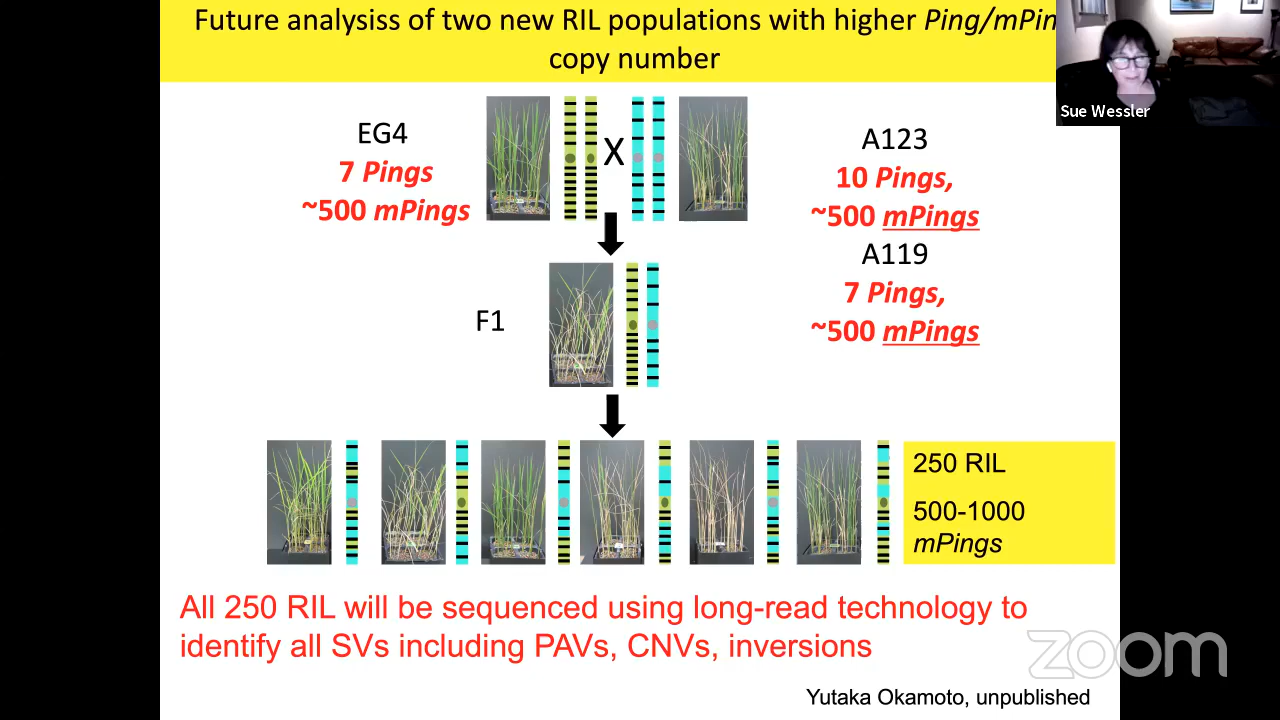 Future analysiss of two new RIL populations with higher Ping/mPin
copy number
Sue Wessler
EG4
7 Pings
~500 mPings
X
A123
10 Pings,
~500 mPings
A119
7 Pings,
~500 mPings
F1
250 RIL
500-1000
mPings
All 250 RIL will be sequenced using long-read technology to
identify all SVs including PAVs, CNVs, inversions
zoom
Yutaka Okamoto, unpublished